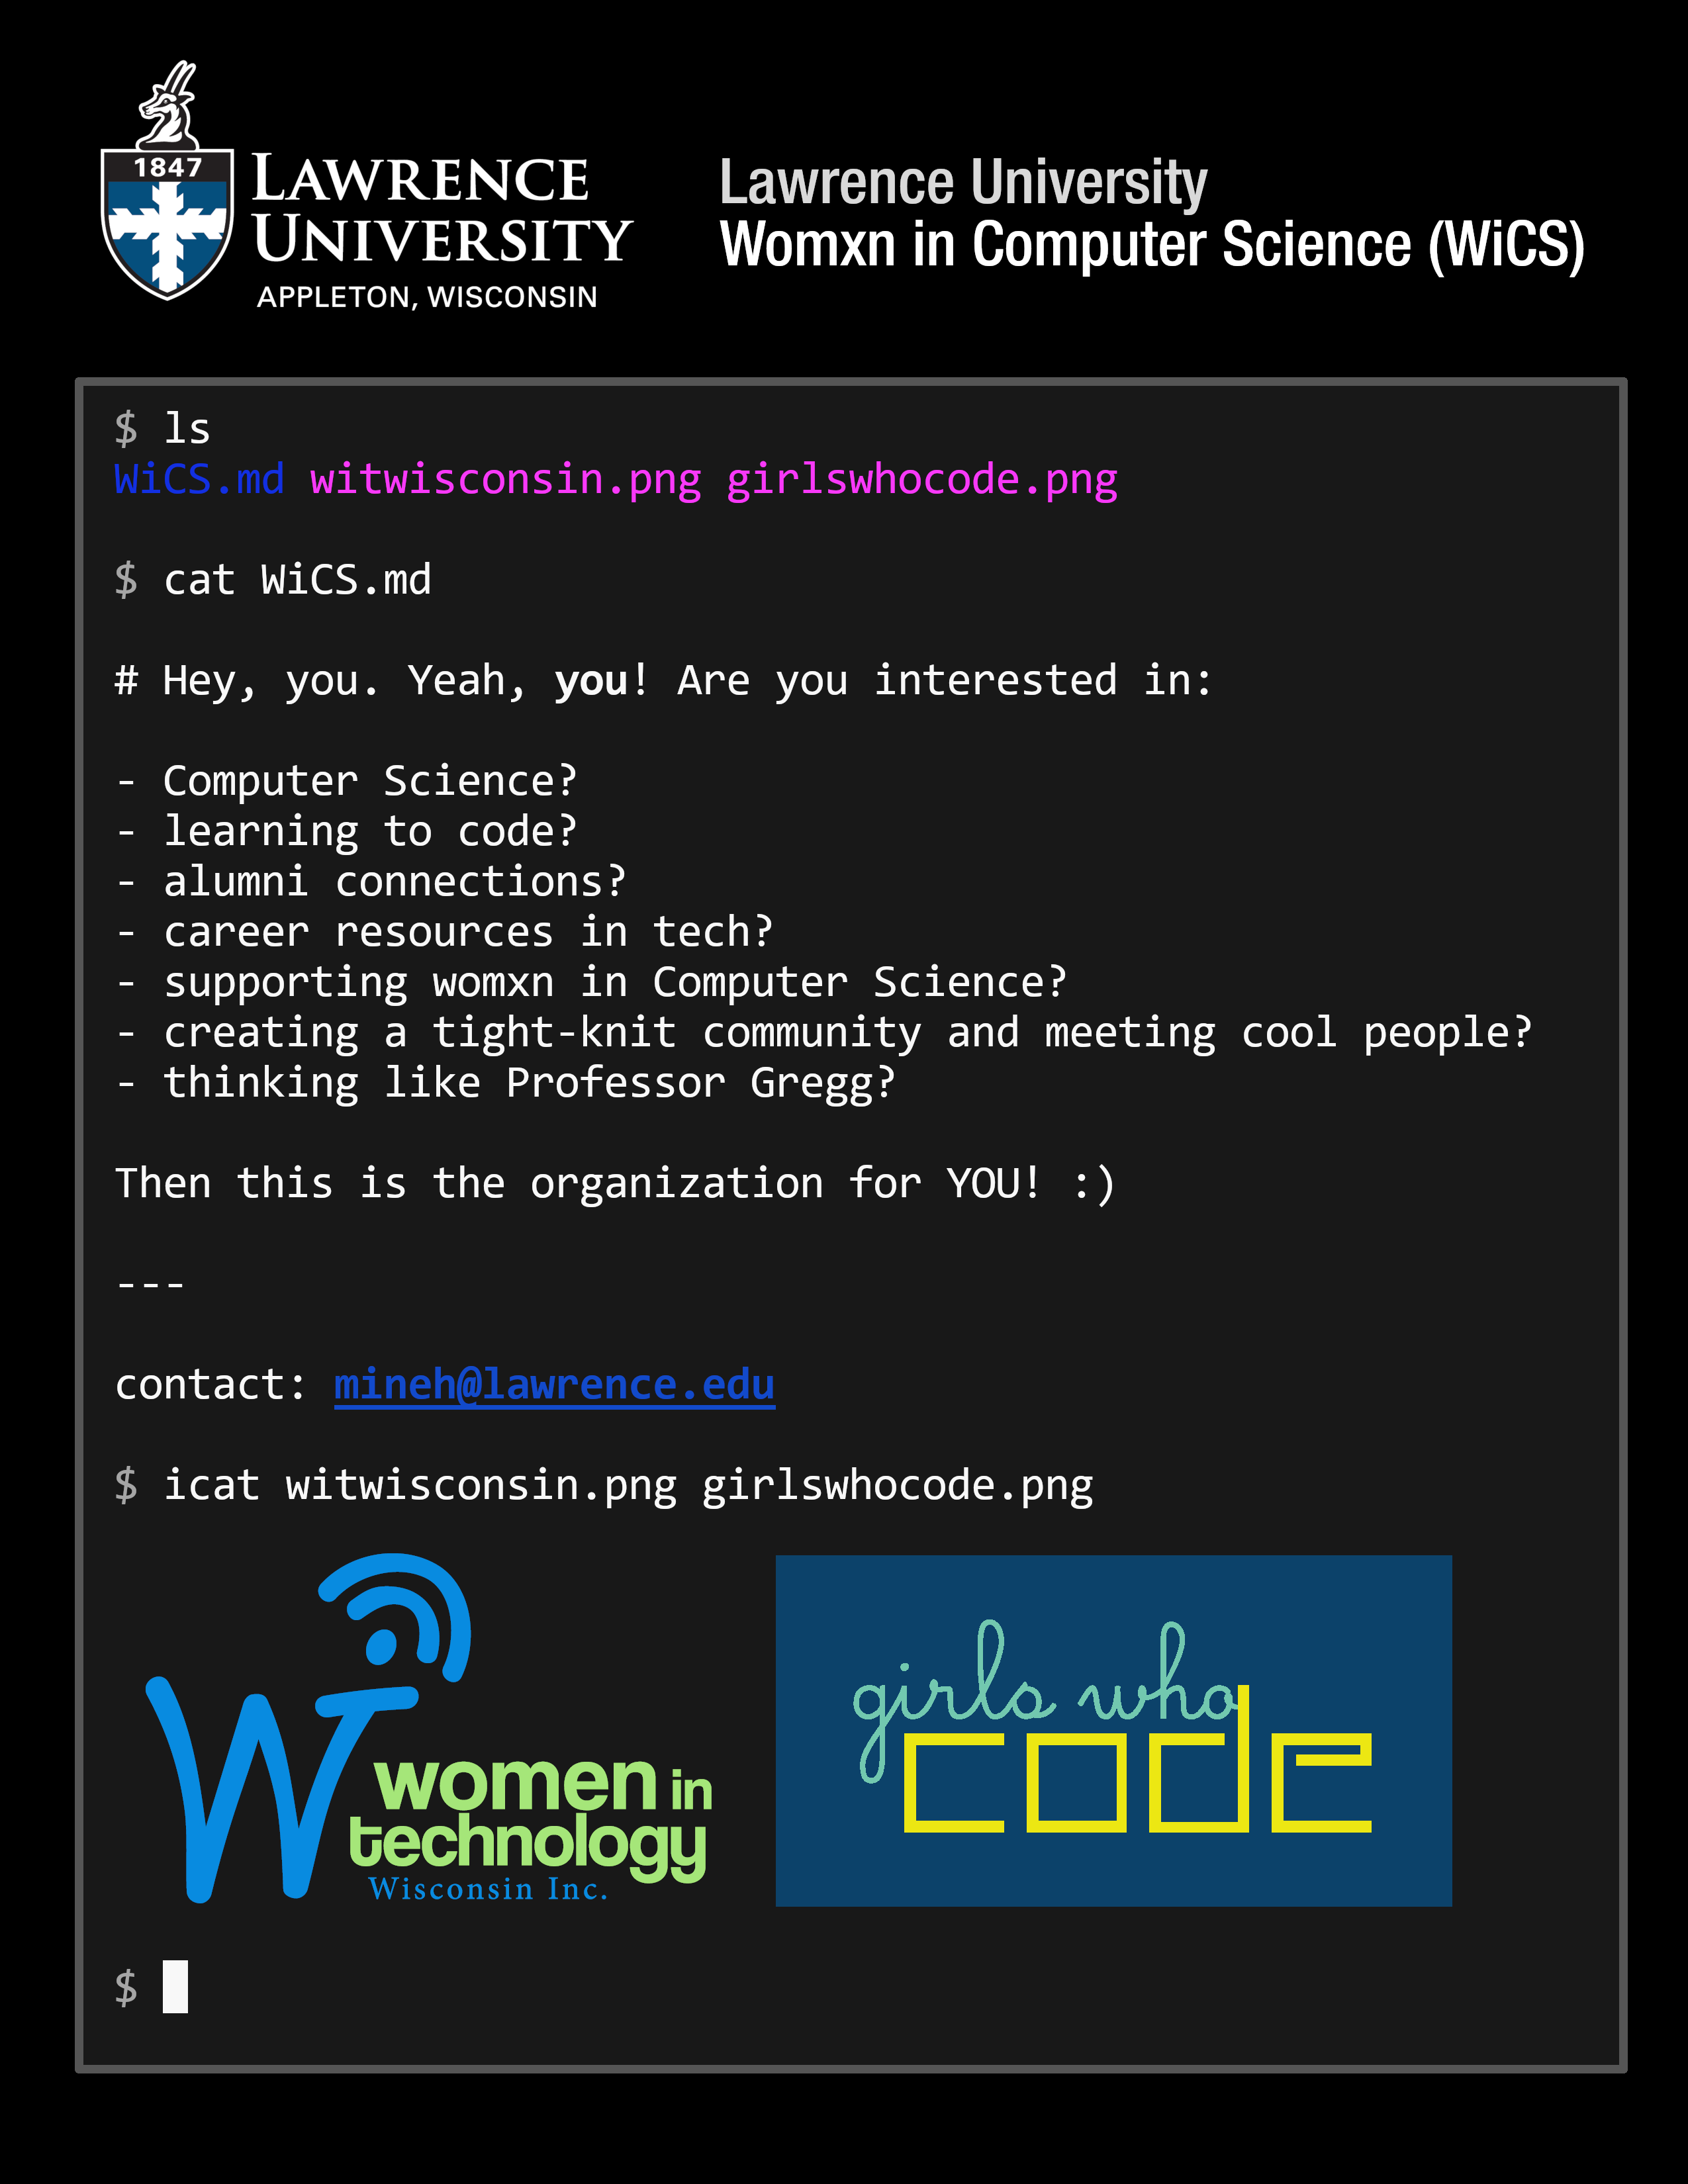 1847
LAWRENCE
UNIVERSITY
APPLETON, WISCONSIN
Lawrence University
Womxn in Computer Science (WiCS)
$ ls
WiCS.md witwisconsin.png girlswhocode.png
$ cat WiCS.md
# Hey, you. Yeah, you! Are you interested in:
- Computer Science?
- learning to code?
- alumni connections?
- career resources in tech?
- supporting womxn in Computer Science?
- creating a tight-knit community and meeting cool people?
- thinking like Professor Gregg?
Then this is the organization for YOU! :)
---
contact: mineh@lawrence.edu
$ icat witwisconsin.png girlswhocode.png
W
women in
technology
Wisconsin Inc.
girls who
code
$